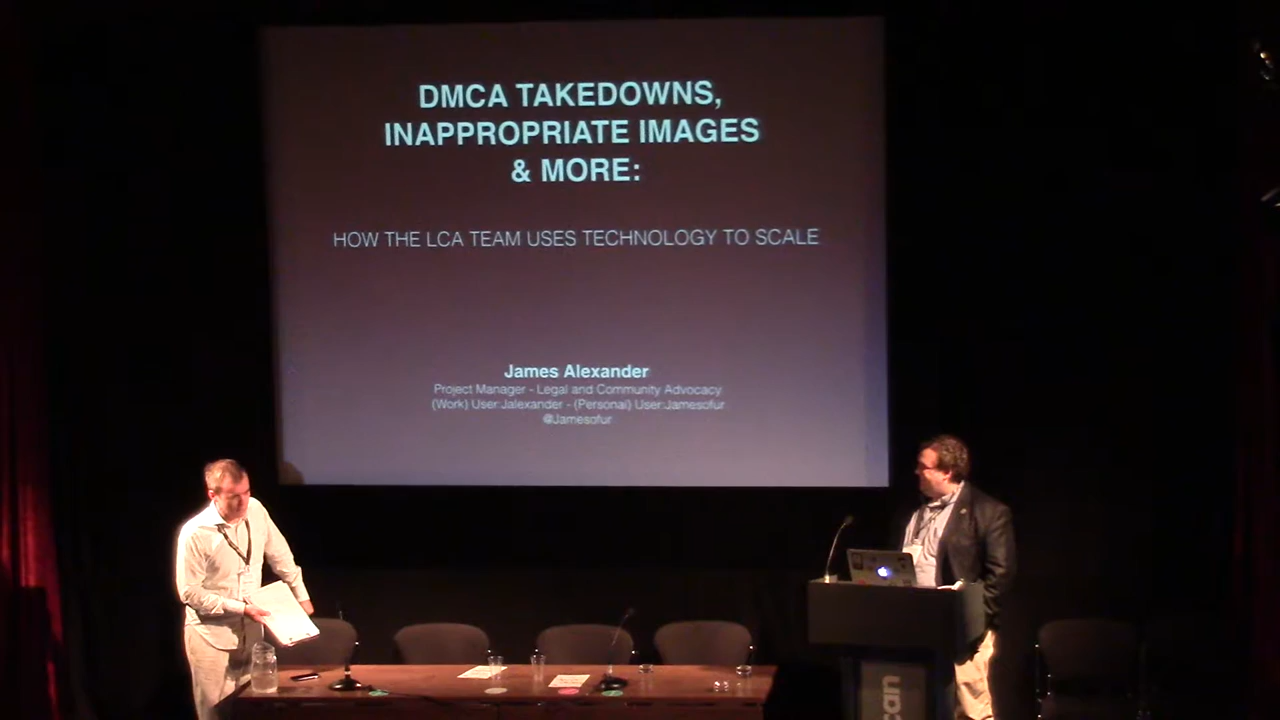 DMCA TAKEDOWNS,
INAPPROPRIATE IMAGES
& MORE:
HOW THE LCA TEAM USES TECHNOLOGY TO SCALE
James Alexander
Project Manager - Legal and Community Advocacy
(Work) User:Jalexander - (Personal) User:Jamesofur
@Jamesofur
can